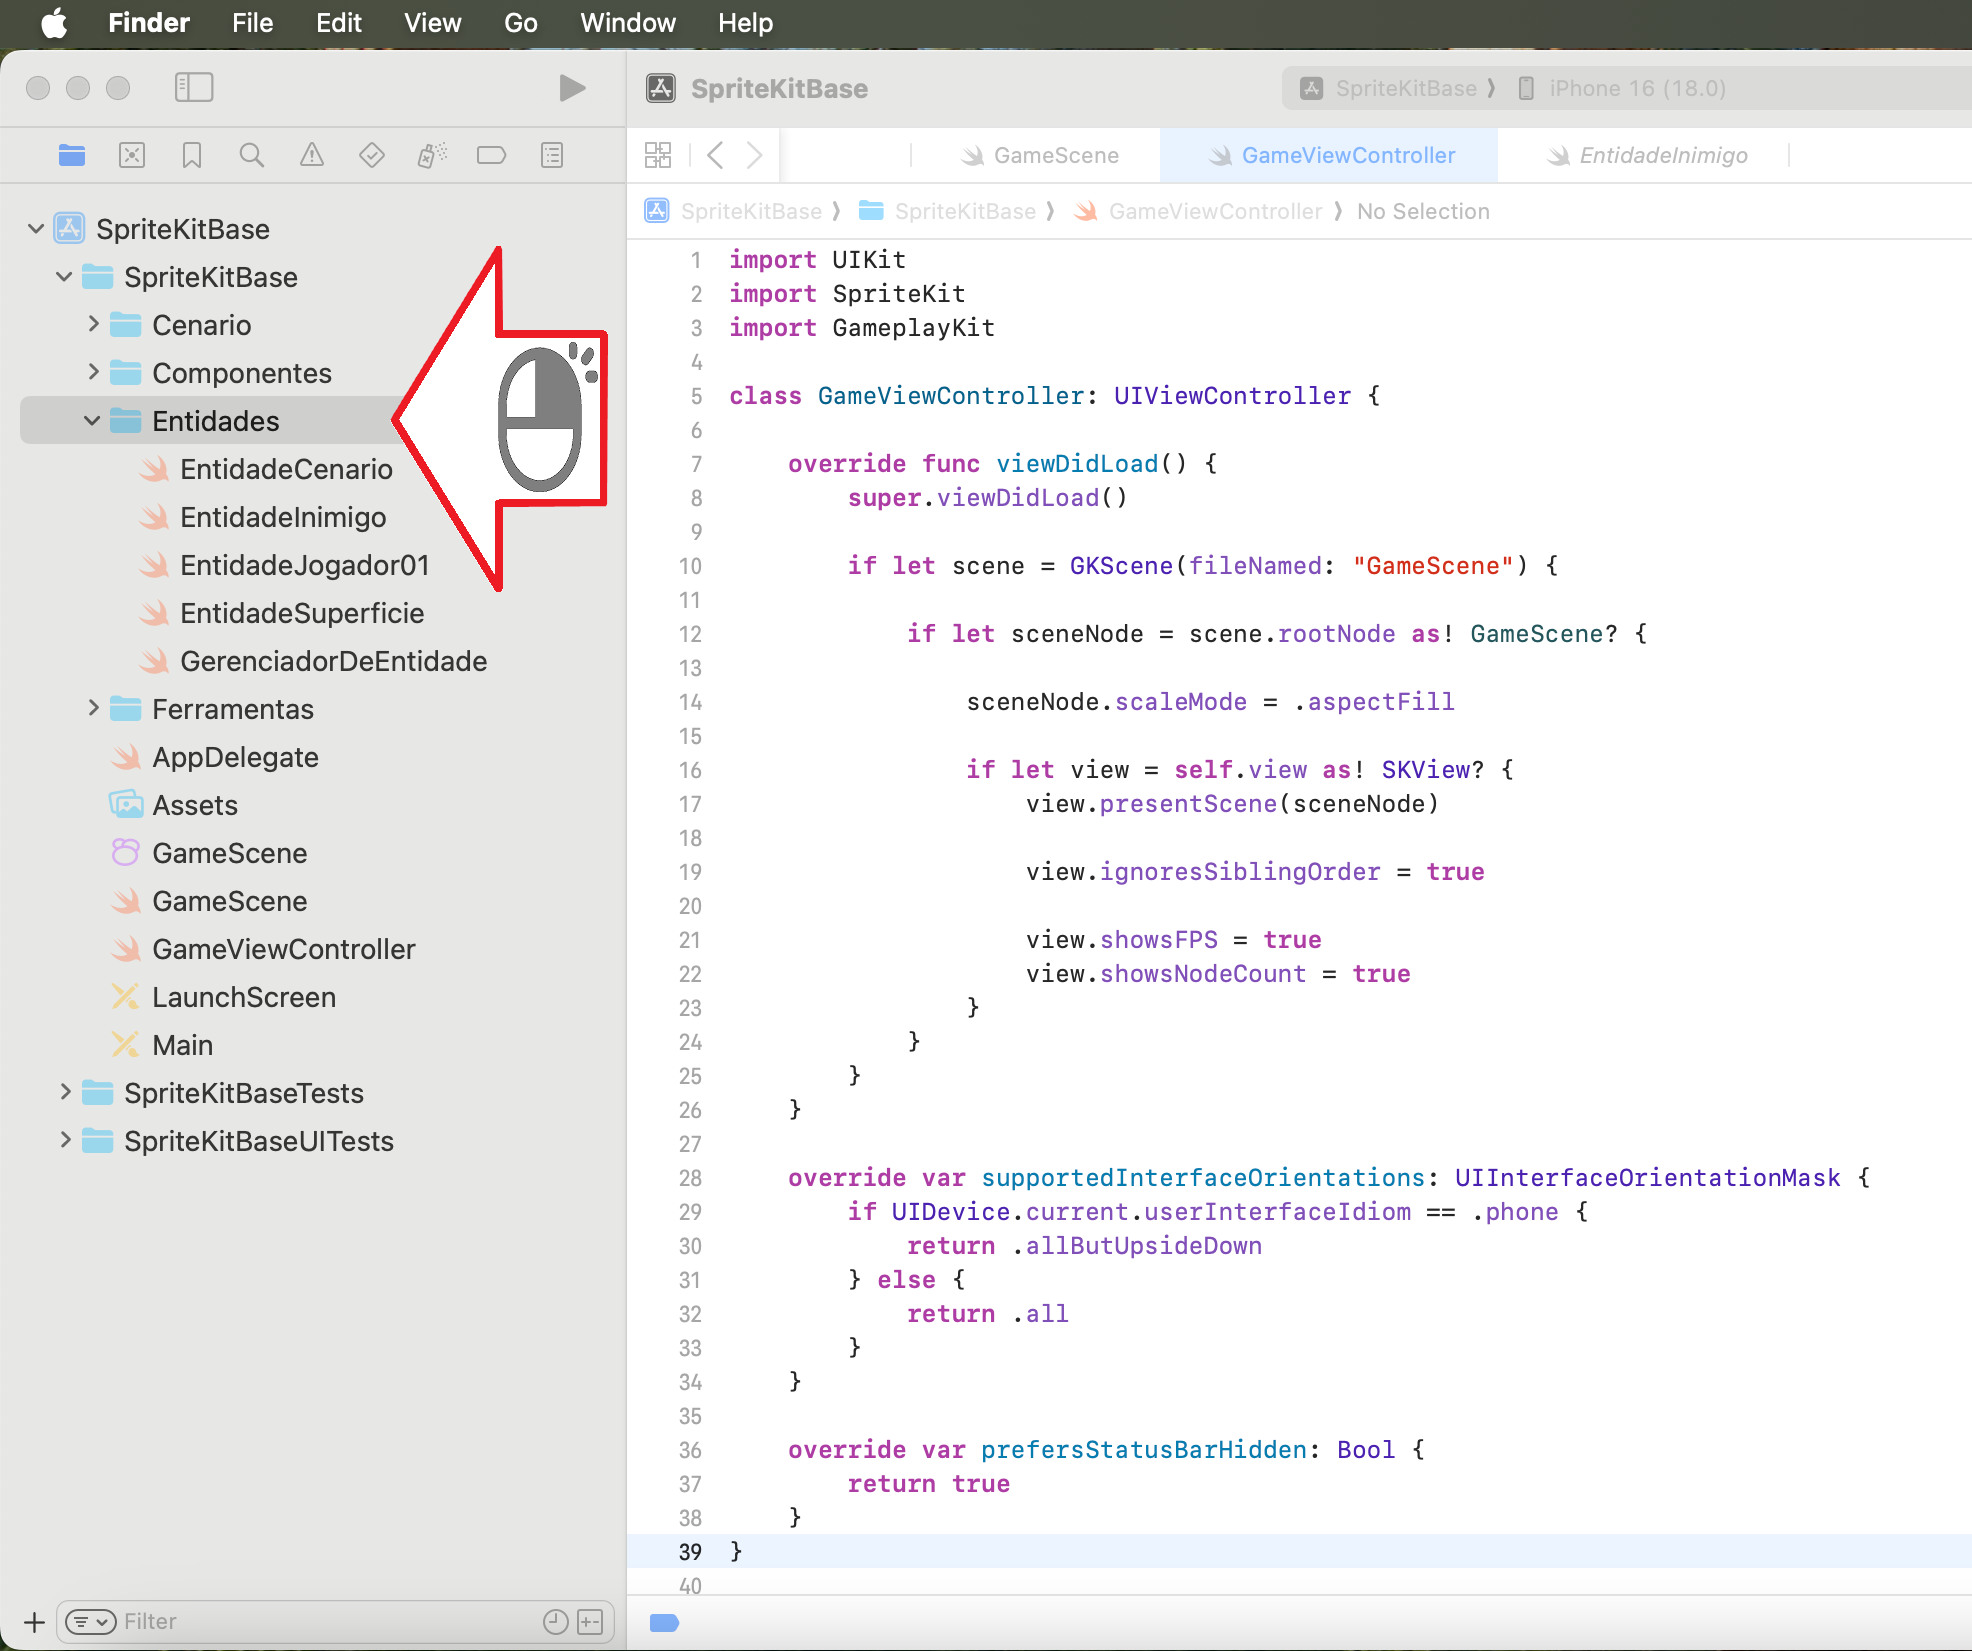 Finder File Edit View Go Window Help
SpriteKitBase
SpriteKitBase ⟩ iPhone 16 (18.0)
GameScene
GameViewController
EntidadeInimigo
SpriteKitBase ⟩ SpriteKitBase ⟩ GameViewController ⟩ No Selection
SpriteKitBase
SpriteKitBase
Cenario
Componentes
Entidades
EntidadeCenario
EntidadeInimigo
EntidadeJogador01
EntidadeSuperficie
GerenciadorDeEntidade
Ferramentas
AppDelegate
Assets
GameScene
GameScene
GameViewController
LaunchScreen
Main
SpriteKitBaseTests
SpriteKitBaseUITests
Filter
1 import UIKit
2 import SpriteKit
3 import GameplayKit
4
5 class GameViewController: UIViewController {
6
7     override func viewDidLoad() {
8         super.viewDidLoad()
9
10         if let scene = GKScene(fileNamed: "GameScene") {
11
12             if let sceneNode = scene.rootNode as! GameScene? {
13
14                 sceneNode.scaleMode = .aspectFill
15
16                 if let view = self.view as! SKView? {
17                     view.presentScene(sceneNode)
18
19                     view.ignoresSiblingOrder = true
20
21                     view.showsFPS = true
22                     view.showsNodeCount = true
23                 }
24             }
25         }
26     }
27
28     override var supportedInterfaceOrientations: UIInterfaceOrientationMask {
29         if UIDevice.current.userInterfaceIdiom == .phone {
30             return .allButUpsideDown
31         } else {
32             return .all
33         }
34     }
35
36     override var prefersStatusBarHidden: Bool {
37         return true
38     }
39 }
40